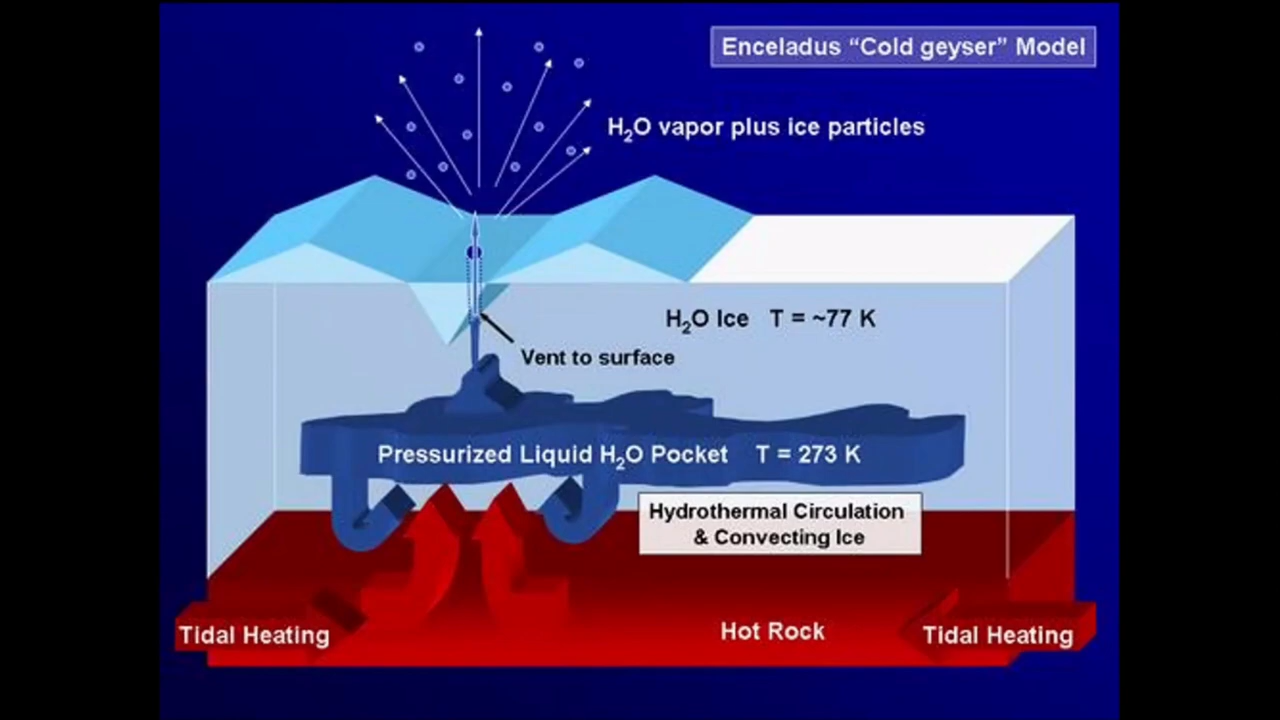 Enceladus “Cold geyser” Model
H₂O vapor plus ice particles
H₂O Ice T = ~77 K
Vent to surface
Pressurized Liquid H₂O Pocket T = 273 K
Hydrothermal Circulation
& Convecting Ice
Tidal Heating
Hot Rock
Tidal Heating